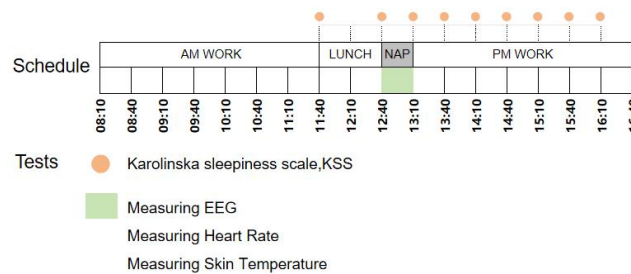 AM WORK LUNCH NAP PM WORK
Schedule
08:10 08:40 09:10 09:40 10:10 10:40 11:10 11:40 12:10 12:40 13:10 13:40 14:10 14:40 15:10 15:40 16:10
Tests Karolinska sleepiness scale,KSS
Measuring EEG
Measuring Heart Rate
Measuring Skin Temperature